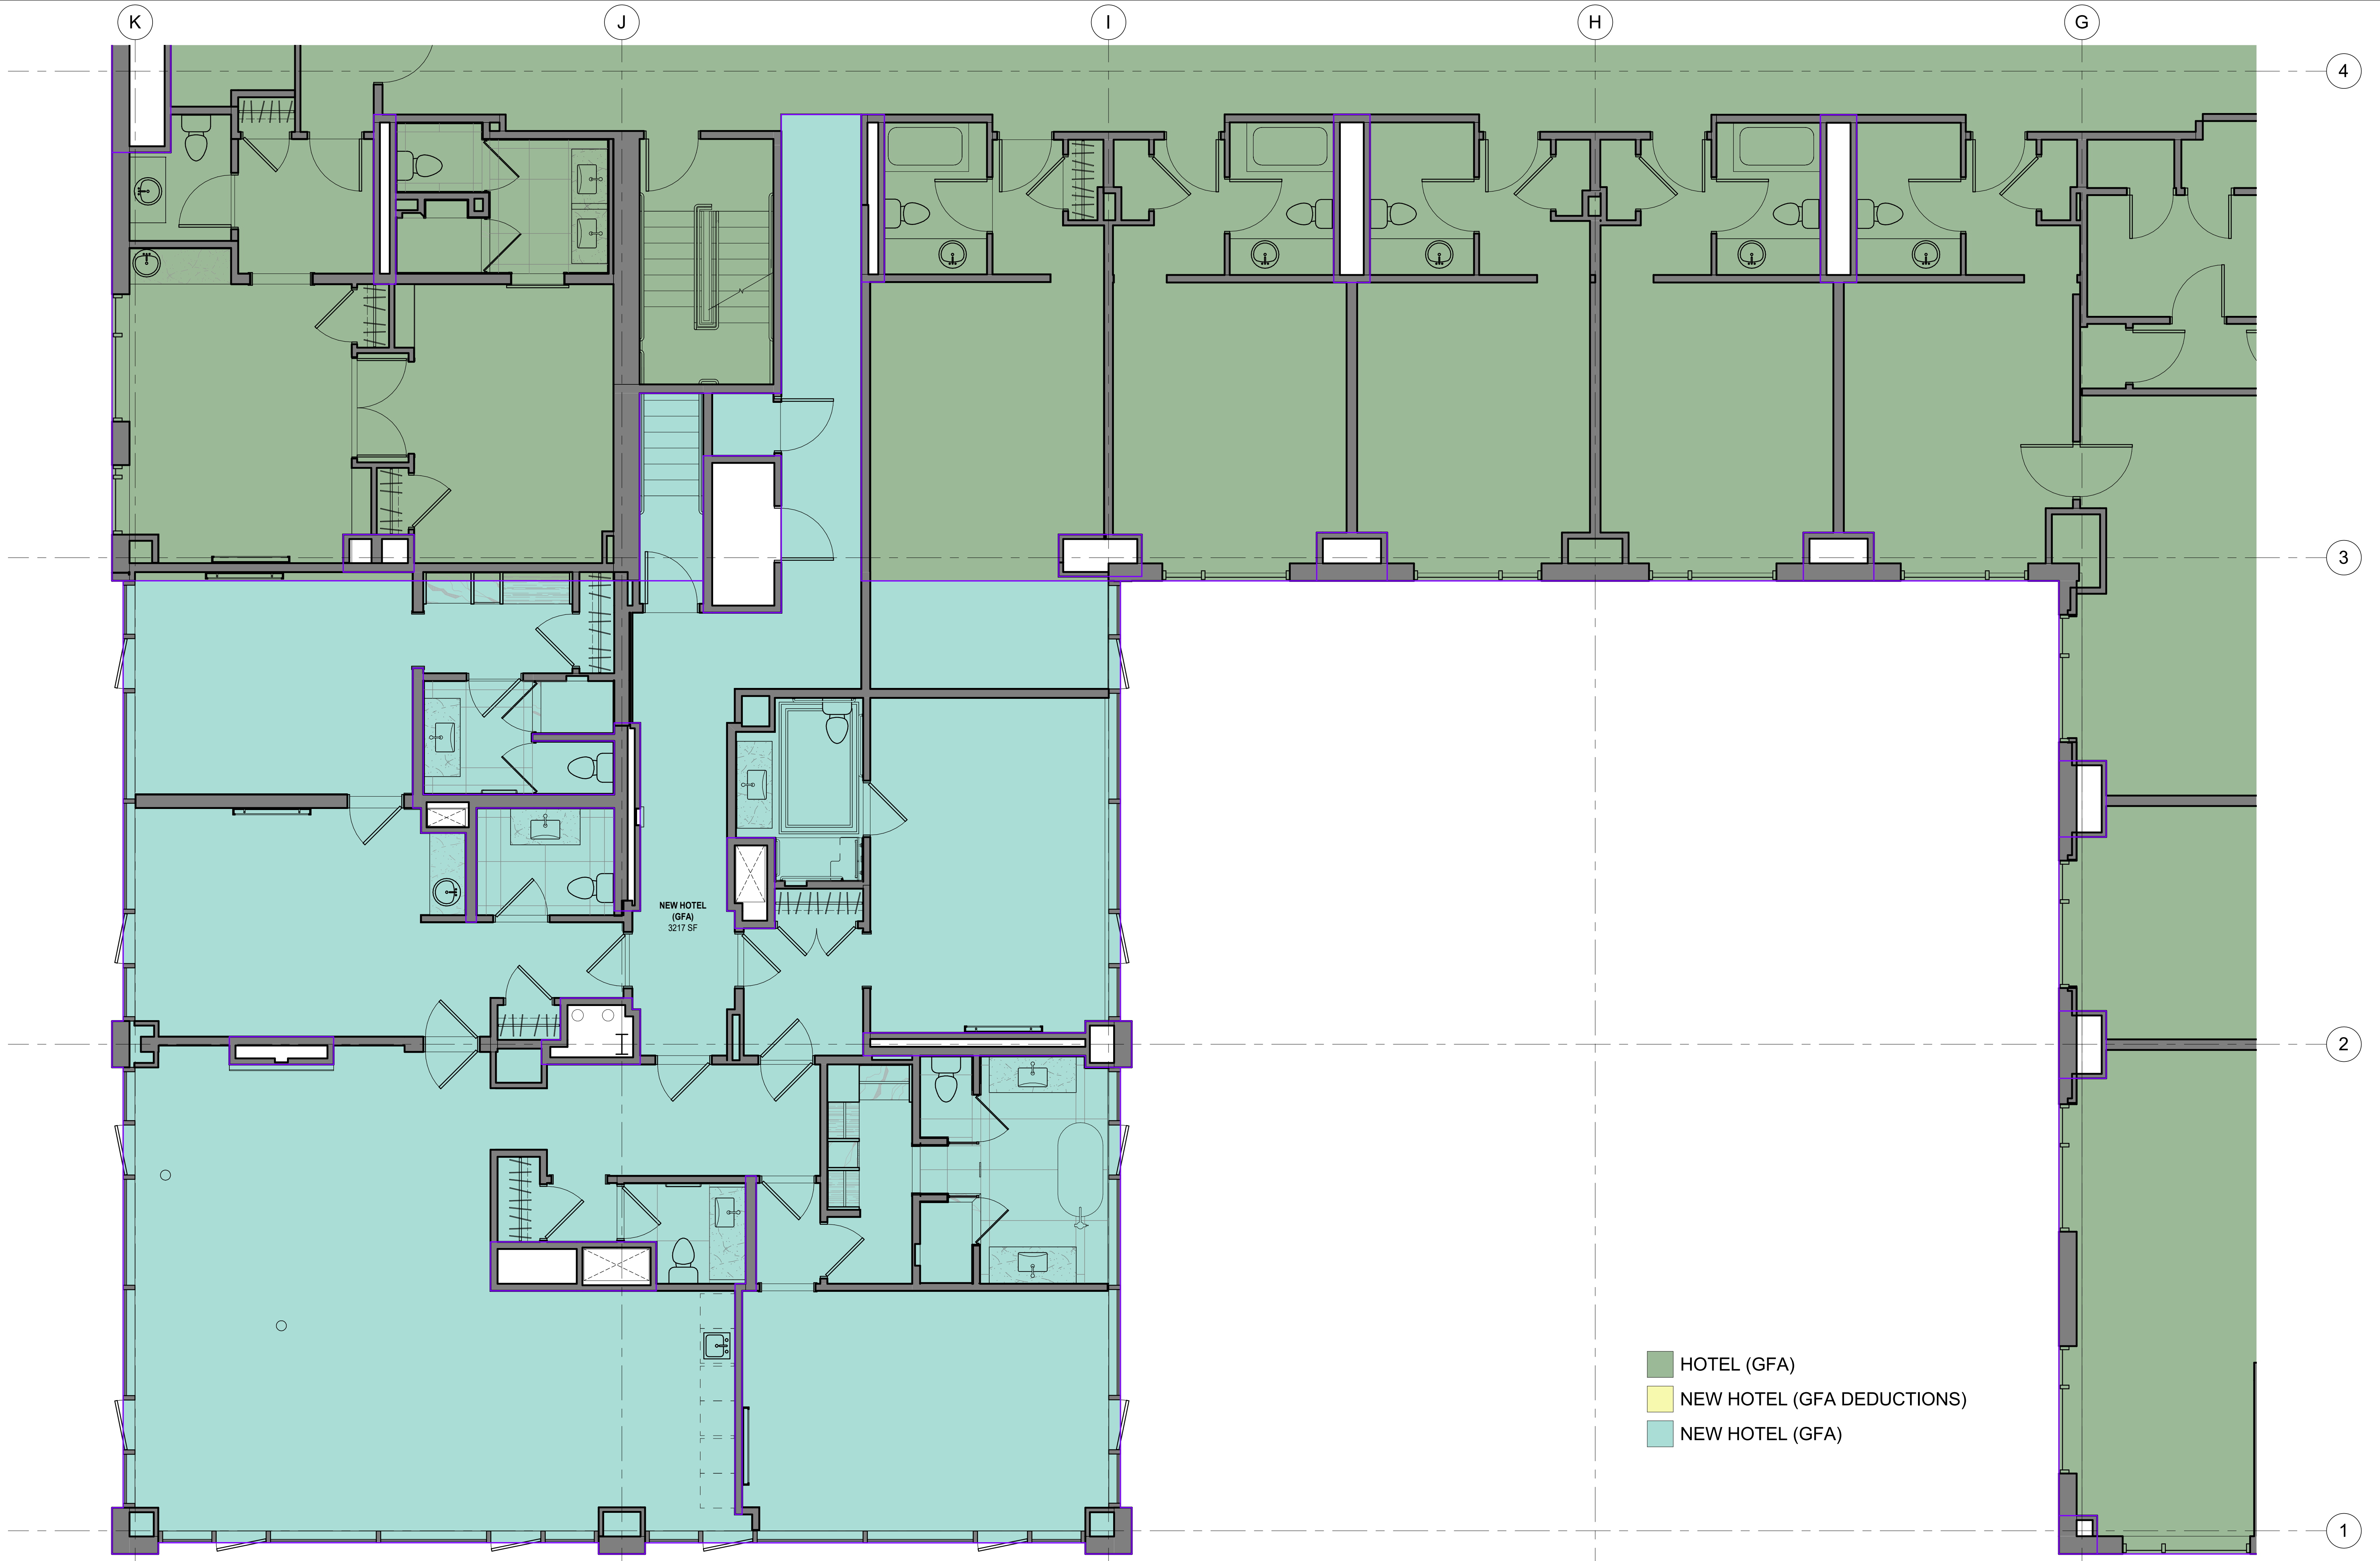 K
J
I
H
G
4
3
NEW HOTEL
(GFA)
3217 SF
2
HOTEL (GFA)
NEW HOTEL (GFA DEDUCTIONS)
NEW HOTEL (GFA)
1